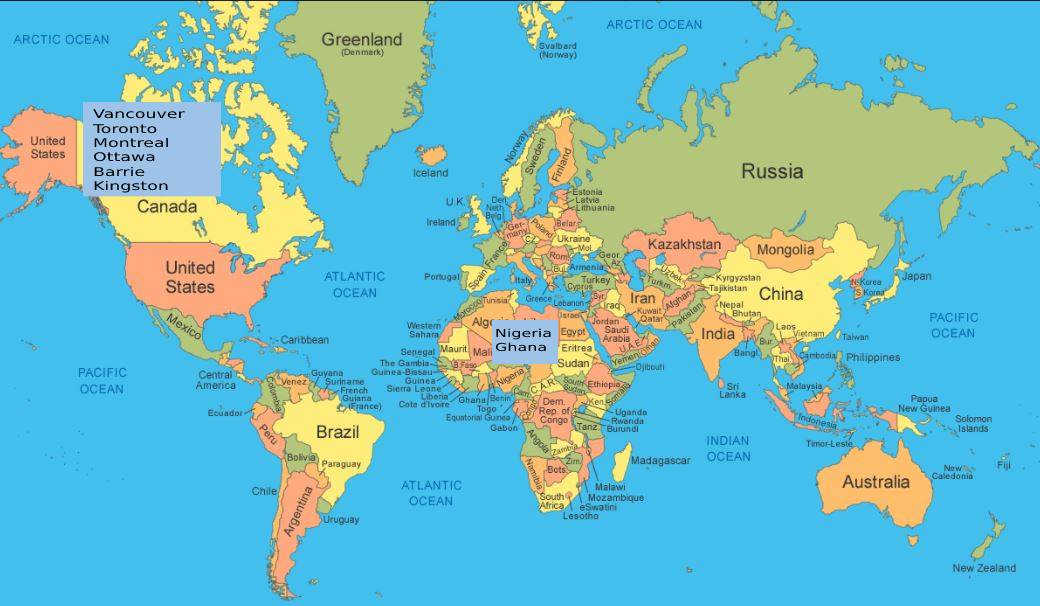 ARCTIC OCEAN
ARCTIC OCEAN
Greenland
(Denmark)
Svalbard
(Norway)
Vancouver
Toronto
Montreal
Ottawa
Barrie
Kingston
United
States
Canada
Iceland
Norway
Sweden
Finland
Russia
Estonia
Latvia
Lithuania
U.K.
Ireland
Den.
Neth
Belg.
Ger-
many
Poland
Belar.
CZ.
Ukraine
Mol.
France
Rom.
Bul.
Spain
Portugal
Italy
Greece
Geor.
Az.
Armenia
Turkey
Cyprus
Lebanon
Syr.
Israel
Iraq
Iran
Kuwait
Qatar
Jordan
Saudi
Arabia
U.A.E.
Oman
Yemen
Kazakhstan
Uzbek.
Turkm.
Kyrgyzstan
Tajikistan
Afghan.
Pakistan
Mongolia
China
Nepal
Bhutan
India
Bangl.
Bur.
Laos
Thai.
Vietnam
Cambodia
N. Korea
S. Korea
Japan
Taiwan
Philippines
Sri
Lanka
Malaysia
Indonesia
Timor-Leste
Papua
New Guinea
Solomon
Islands
Australia
New
Caledonia
Fiji
New Zealand
United
States
ATLANTIC
OCEAN
PACIFIC
OCEAN
Mexico
Caribbean
Central
America
PACIFIC
OCEAN
Venez.
Guyana
Suriname
French
Guiana
(France)
Colombia
Ecuador
Peru
Brazil
Bolivia
Paraguay
Chile
Argentina
Uruguay
ATLANTIC
OCEAN
INDIAN
OCEAN
Morocco
Tunisia
Western
Sahara
Nigeria
Ghana
Egypt
Maurit.
Mali
Eritrea
Sudan
Senegal
The Gambia
Guinea-Bissau
Guinea
Sierra Leone
Liberia
Cote d'Ivoire
B.Faso
Ghana
Togo
Benin
Nigeria
Equatorial Guinea
Gabon
Cam.
C.A.R.
South
Sudan
Ethiopia
Djibouti
Somalia
Dem.
Rep. of
Congo
Ken.
Uganda
Rwanda
Burundi
Tanz.
Angola
Zambia
Zim.
Namibia
Bots.
South
Africa
Madagascar
Malawi
Mozambique
eSwatini
Lesotho